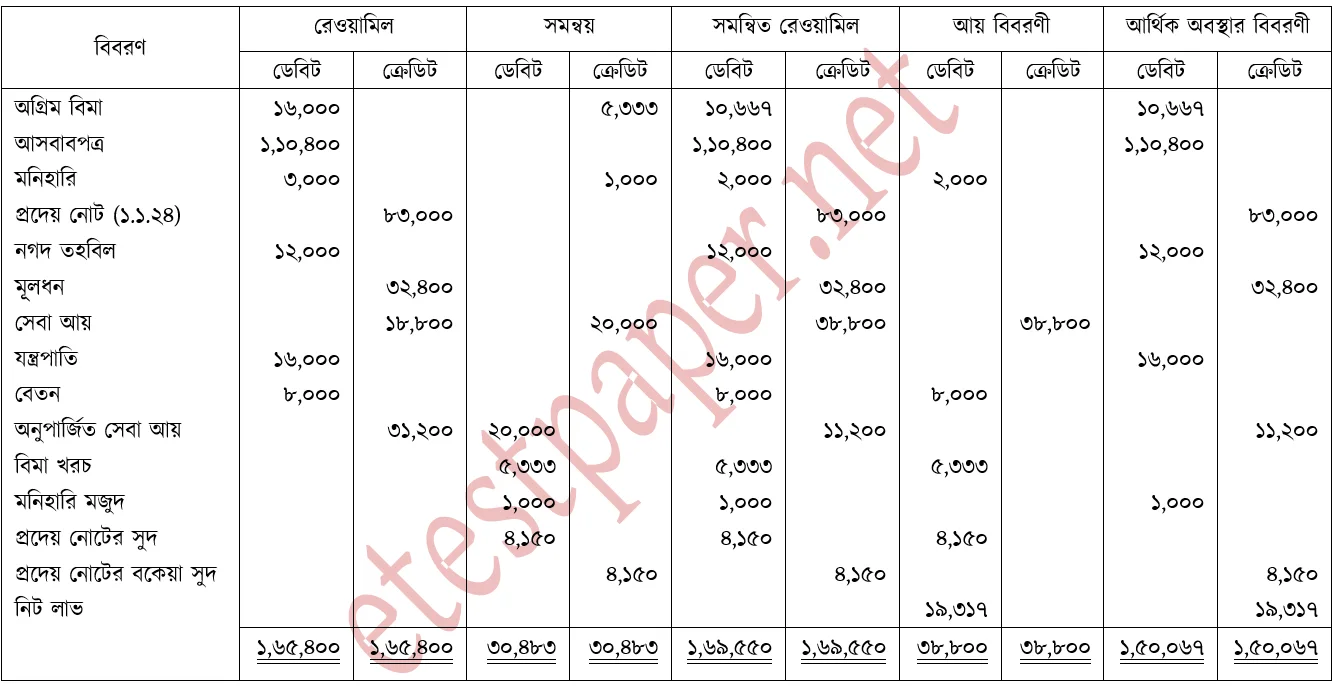 বিবরণ রেওয়ামিল সমন্বয় সমন্বিত রেওয়ামিল আয় বিবরণী আর্থিক অবস্থার বিবরণী
ডেবিট ক্রেডিট ডেবিট ক্রেডিট ডেবিট ক্রেডিট ডেবিট ক্রেডিট ডেবিট ক্রেডিট
অগ্রিম বিমা ১৬,০০০ ৫,৩৩৩ ১০,৬৬৭ ১০,৬৬৭
আসবাবপত্র ১,১০,৪০০ ১,১০,৪০০ ১,১০,৪০০
মনিহারি ৩,০০০ ১,০০০ ২,০০০ ২,০০০
প্রদেয় নোট (১.১.২৪) ৮৩,০০০ ৮৩,০০০ ৮৩,০০০
নগদ তহবিল ১২,০০০ ১২,০০০ ১২,০০০
মূলধন ৩২,৪০০ ৩২,৪০০ ৩২,৪০০
সেবা আয় ১৮,৮০০ ২০,০০০ ৩৮,৮০০ ৩৮,৮০০
যন্ত্রপাতি ১৬,০০০ ১৬,০০০ ১৬,০০০
বেতন ৮,০০০ ৮,০০০ ৮,০০০
অনুপার্জিত সেবা আয় ৩১,২০০ ২০,০০০ ১১,২০০ ১১,২০০
বিমা খরচ ৫,৩৩৩ ৫,৩৩৩ ৫,৩৩৩
মনিহারি মজুদ ১,০০০ ১,০০০ ১,০০০
প্রদেয় নোটের সুদ ৪,১৫০ ৪,১৫০ ৪,১৫০
প্রদেয় নোটের বকেয়া সুদ ৪,১৫০ ৪,১৫০ ৪,১৫০
নিট লাভ ১৯,৩১৭ ১৯,৩১৭
১,৬৫,৪০০ ১,৬৫,৪০০ ৩০,৪৮৩ ৩০,৪৮৩ ১,৬৯,৫৫০ ১,৬৯,৫৫০ ৩৮,৮০০ ৩৮,৮০০ ১,৫০,০৬৭ ১,৫০,০৬৭
etestpaper.net